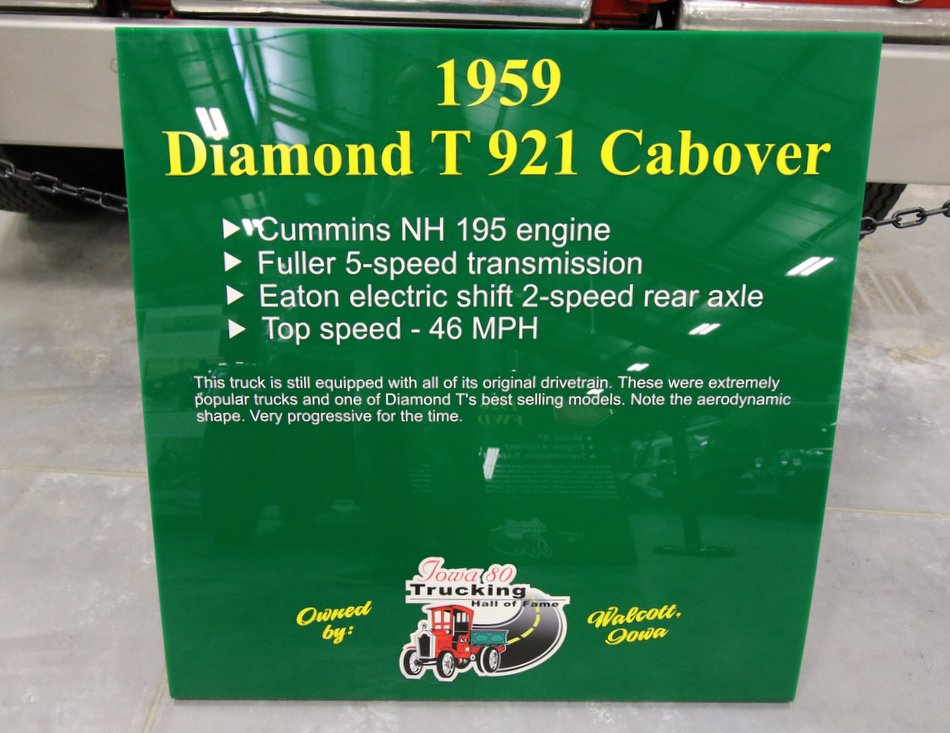 1959
Diamond T 921 Cabover
Cummins NH 195 engine
Fuller 5-speed transmission
Eaton electric shift 2-speed rear axle
Top speed - 46 MPH
This truck is still equipped with all of its original drivetrain. These were extremely
popular trucks and one of Diamond T's best selling models. Note the aerodynamic
shape. Very progressive for the time.
Iowa 80
Trucking
Hall of Fame
Owned
by:
Walcott,
Iowa